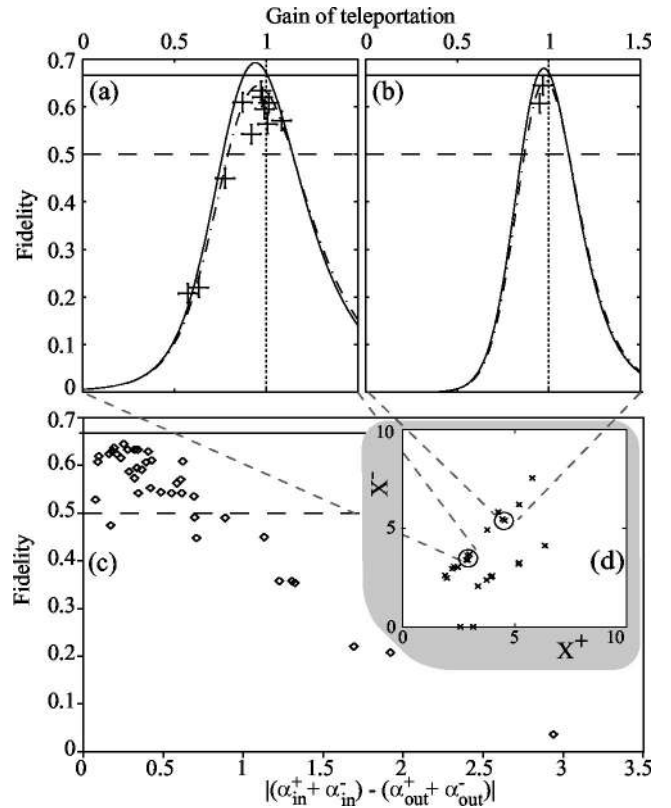 Gain of teleportation
0 0.5 1 0 0.5 1 1.5
0.7
0.6
0.5
0.4
0.3
0.2
0.1
0
Fidelity
(a)
(b)
0.7
0.6
0.5
0.4
0.3
0.2
0.1
0
Fidelity
(c)
10
5
0
X⁻
(d)
0 5 10
X⁺
0 0.5 1 1.5 2 2.5 3 3.5
|(α⁺in + α⁻in) - (α⁺out + α⁻out)|